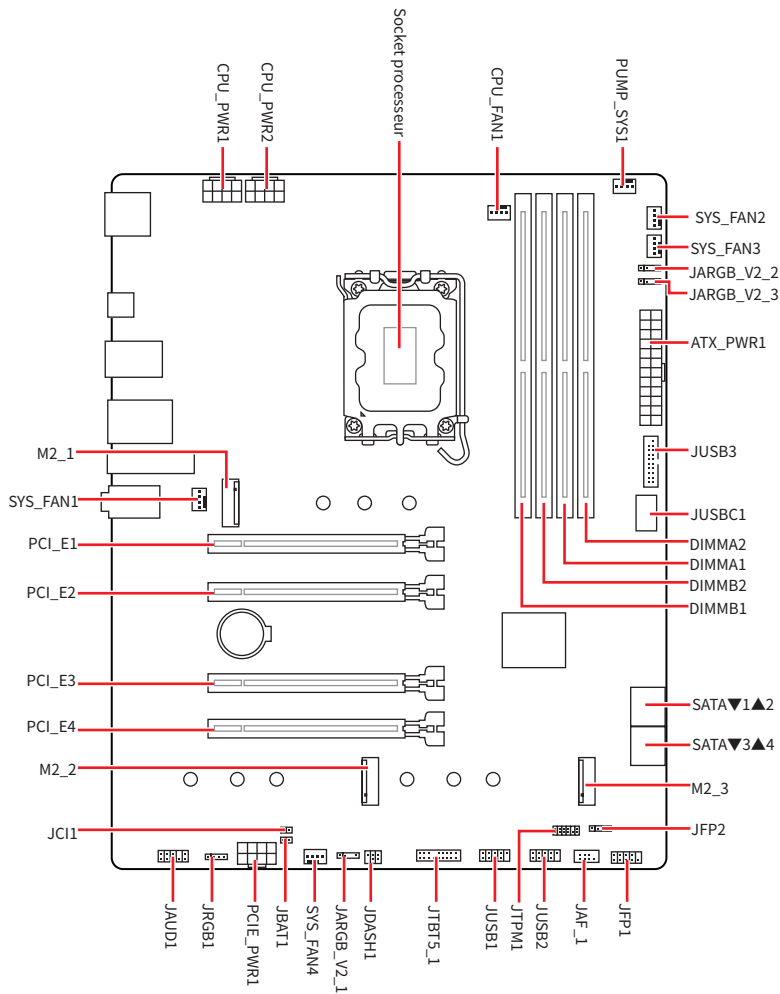 Socket processeur
CPU_PWR1
CPU_PWR2
CPU_FAN1
PUMP_SYS1
SYS_FAN2
SYS_FAN3
JARGB_V2_2
JARGB_V2_3
ATX_PWR1
JUSB3
JUSBC1
DIMMA2
DIMMA1
DIMMB2
DIMMB1
SATA▼1▲2
SATA▼3▲4
M2_3
JFP2
M2_1
SYS_FAN1
PCI_E1
PCI_E2
PCI_E3
PCI_E4
M2_2
JCI1
JAUD1
JRGB1
PCIE_PWR1
JBAT1
SYS_FAN4
JARGB_V2_1
JDASH1
JTBT5_1
JUSB1
JTPM1
JUSB2
JAF_1
JFP1